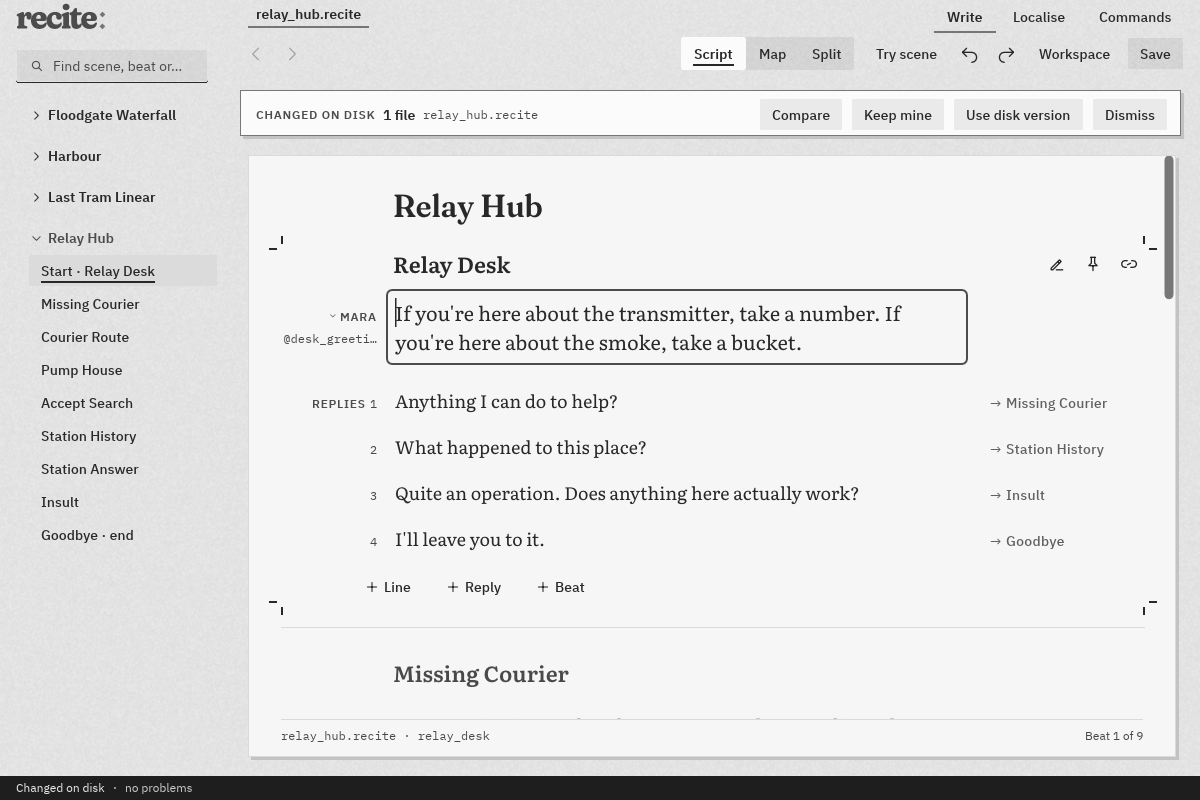 recite:
relay_hub.recite
Write
Localise
Commands
Find scene, beat or...
Script
Map
Split
Try scene
Workspace
Save
CHANGED ON DISK 1 file relay_hub.recite
Compare
Keep mine
Use disk version
Dismiss
Floodgate Waterfall
Harbour
Last Tram Linear
Relay Hub
Start · Relay Desk
Missing Courier
Courier Route
Pump House
Accept Search
Station History
Station Answer
Insult
Goodbye · end
Relay Hub
Relay Desk
MARA
@desk_greeti…
If you're here about the transmitter, take a number. If
you're here about the smoke, take a bucket.
REPLIES 1 Anything I can do to help? → Missing Courier
2 What happened to this place? → Station History
3 Quite an operation. Does anything here actually work? → Insult
4 I'll leave you to it. → Goodbye
+ Line + Reply + Beat
Missing Courier
relay_hub.recite · relay_desk
Beat 1 of 9
Changed on disk · no problems